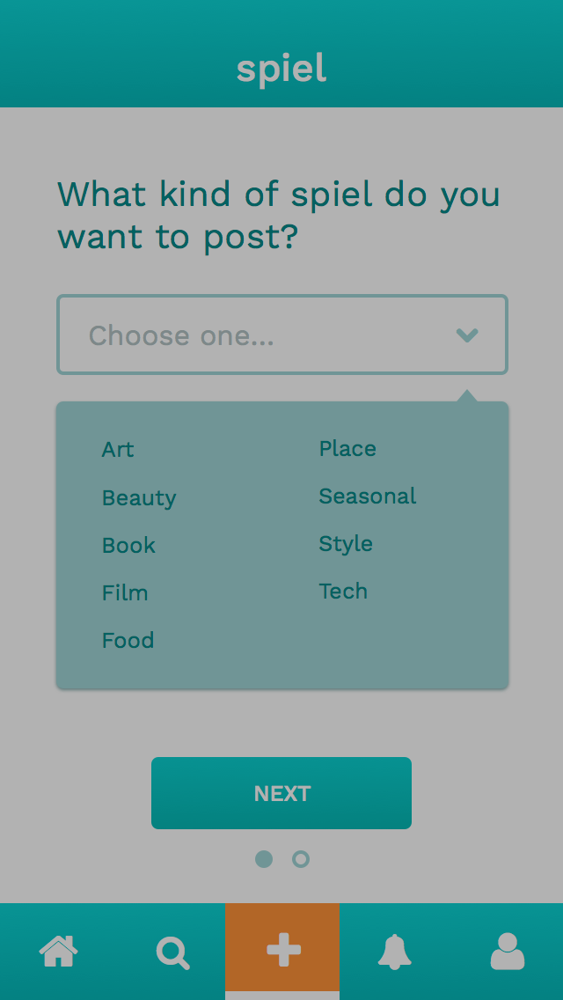 spiel
What kind of spiel do you
want to post?
Choose one...
Art
Beauty
Book
Film
Food
Place
Seasonal
Style
Tech
NEXT